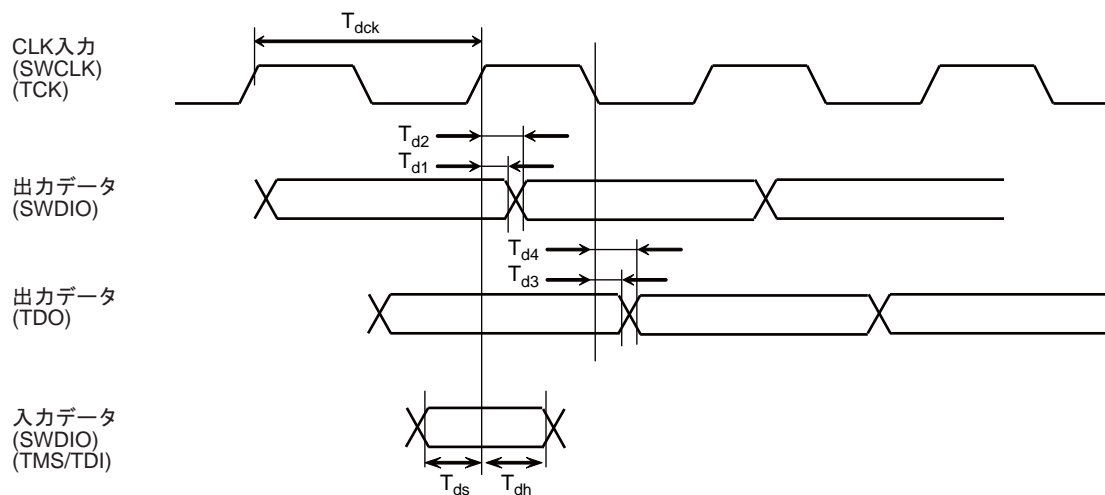 T_dck
CLK入力
(SWCLK)
(TCK)
T_d2
T_d1
出力データ
(SWDIO)
T_d4
T_d3
出力データ
(TDO)
入力データ
(SWDIO)
(TMS/TDI)
T_ds T_dh